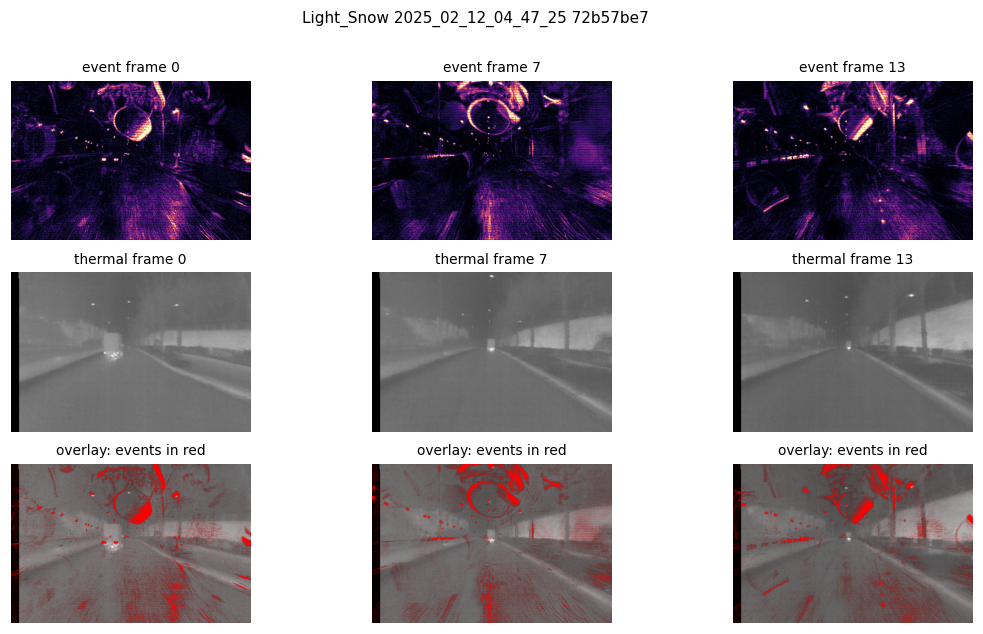 Light_Snow 2025_02_12_04_47_25 72b57be7
event frame 0
event frame 7
event frame 13
thermal frame 0
thermal frame 7
thermal frame 13
overlay: events in red
overlay: events in red
overlay: events in red